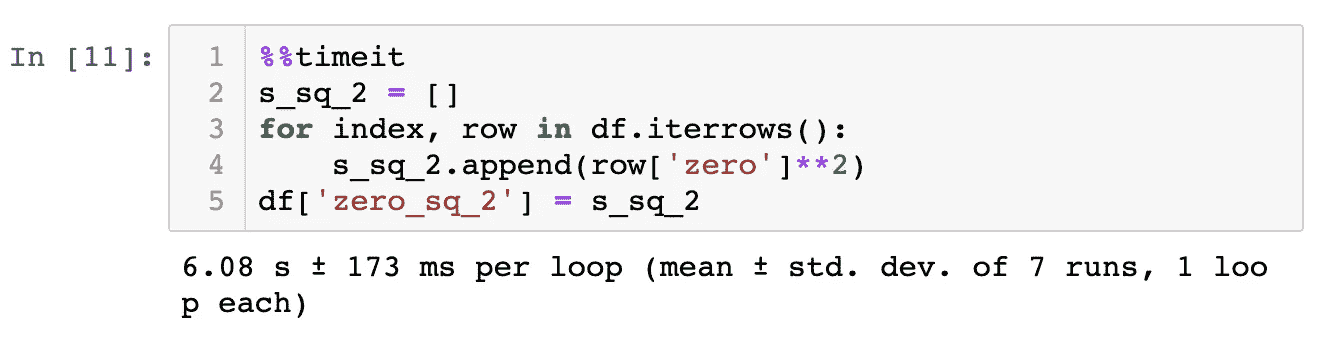 In [11]:
1 %%timeit
2 s_sq_2 = []
3 for index, row in df.iterrows():
4     s_sq_2.append(row['zero']**2)
5 df['zero_sq_2'] = s_sq_2
6.08 s ± 173 ms per loop (mean ± std. dev. of 7 runs, 1 loo
p each)